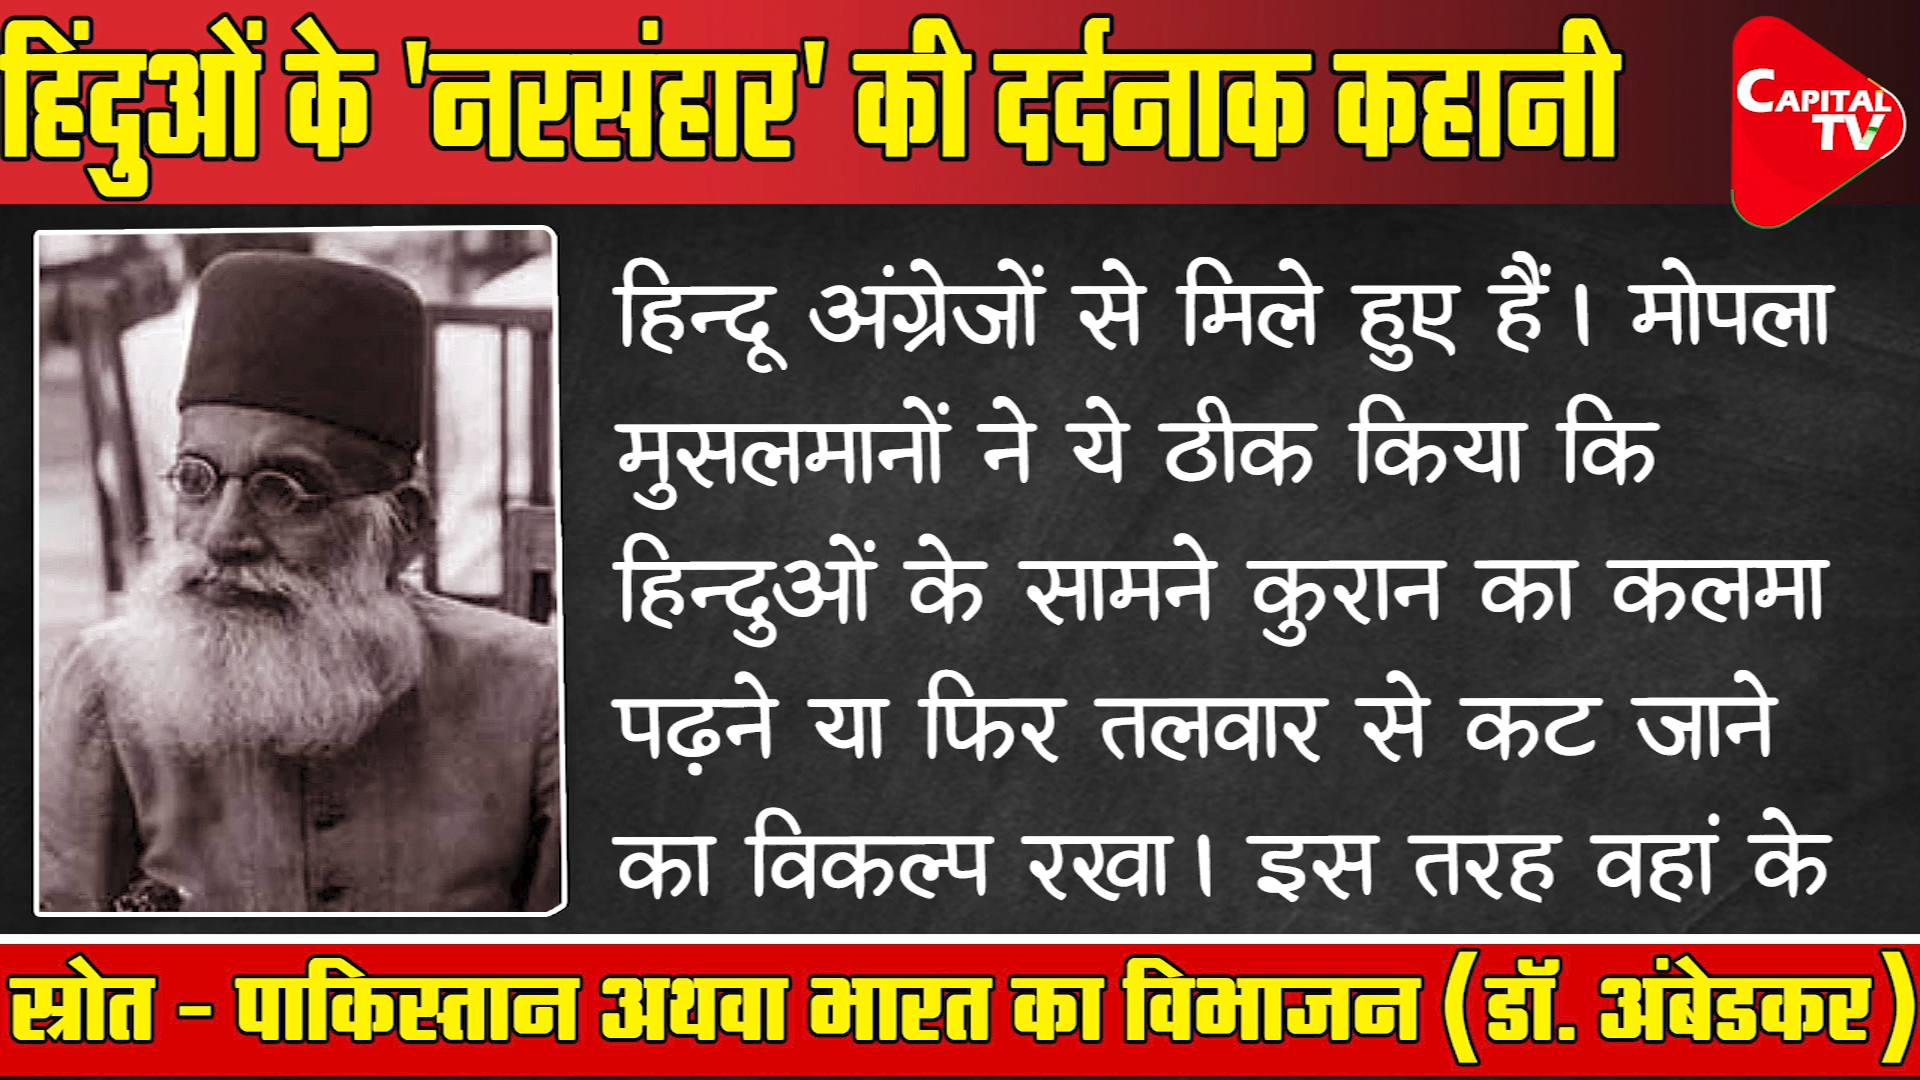 हिंदुओं के 'नरसंहार' की दर्दनाक कहानी
CAPITAL
TV
हिन्दू अंग्रेजों से मिले हुए हैं। मोपला
मुसलमानों ने ये ठीक किया कि
हिन्दुओं के सामने कुरान का कलमा
पढ़ने या फिर तलवार से कट जाने
का विकल्प रखा। इस तरह वहां के
स्रोत - पाकिस्तान अथवा भारत का विभाजन (डॉ. अंबेडकर)